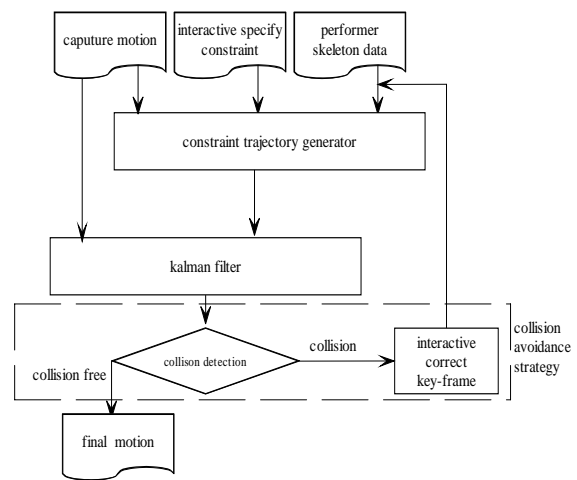 caputure motion
interactive specify
constraint
performer
skeleton data
constraint trajectory generator
kalman filter
collison detection
collision
collision free
interactive
correct
key-frame
collision
avoidance
strategy
final motion